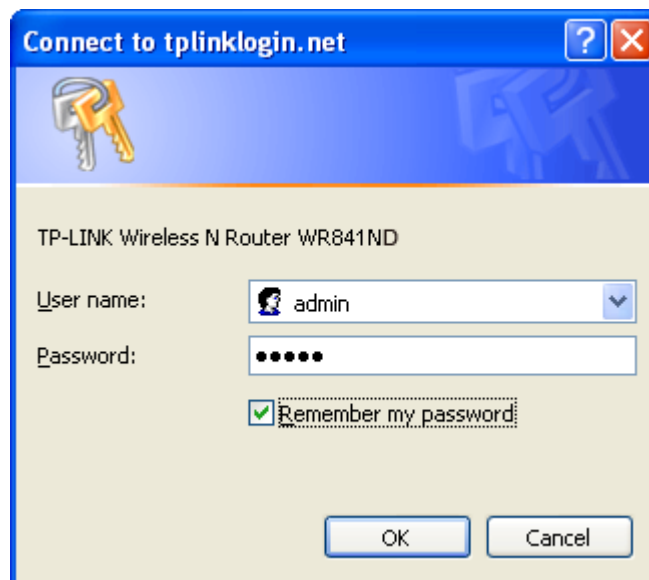 Connect to tplinklogin.net
TP-LINK Wireless N Router WR841ND
User name: admin
Password: •••••
Remember my password
OK Cancel